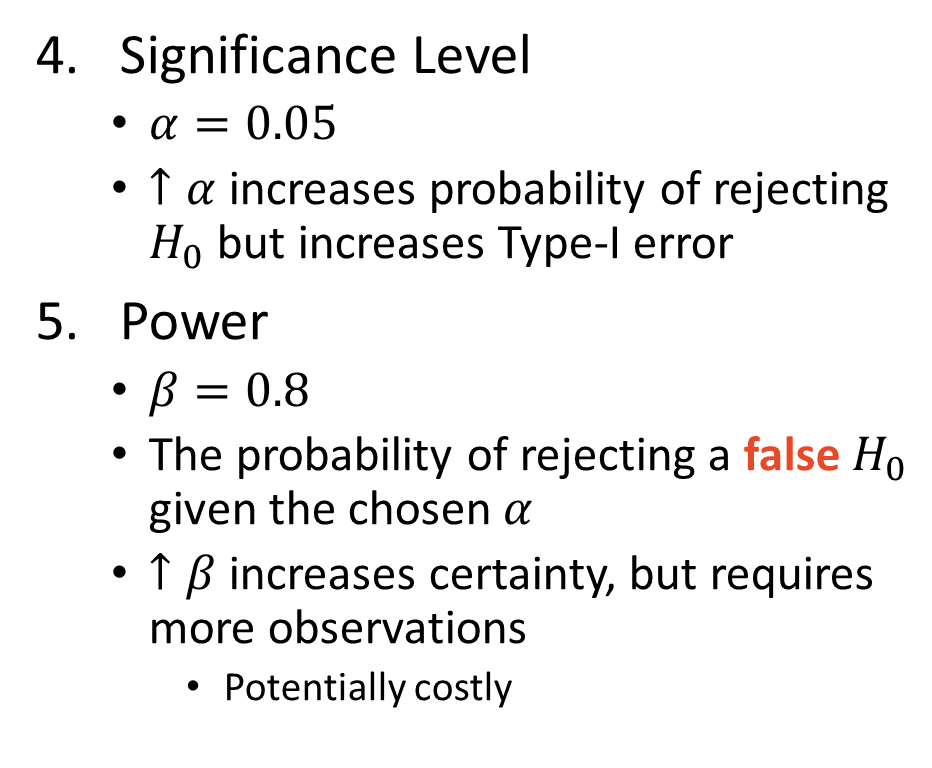 4. Significance Level
• α = 0.05
• ↑ α increases probability of rejecting
H₀ but increases Type-I error
5. Power
• β = 0.8
• The probability of rejecting a false H₀
given the chosen α
• ↑ β increases certainty, but requires
more observations
• Potentially costly